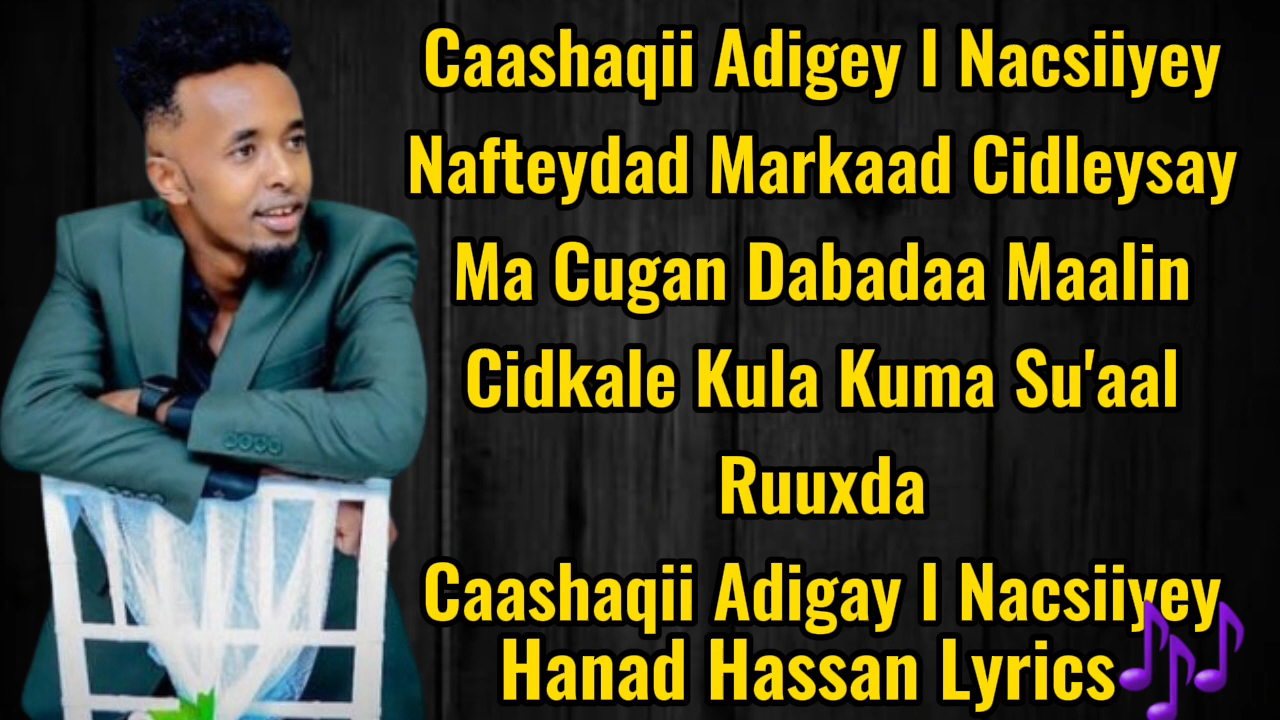 Caashaqii Adigey I Nacsiiyey
Nafteydad Markaad Cidleysay
Ma Cugan Dabadaa Maalin
Cidkale Kula Kuma Su'aal
Ruuxda
Caashaqii Adigay I Nacsiiyey
Hanad Hassan Lyrics